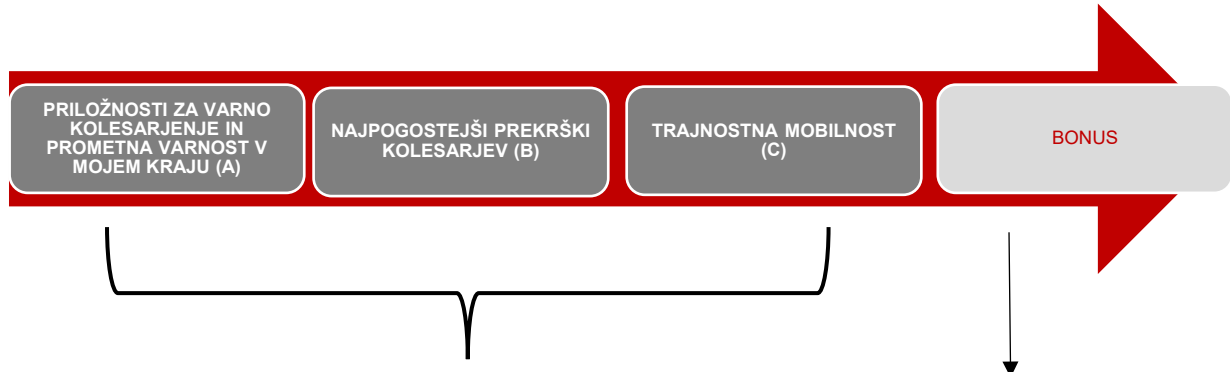 PRILOŽNOSTI ZA VARNO
KOLESARJENJE IN
PROMETNA VARNOST V
MOJEM KRAJU (A)
NAJPOGOSTEJŠI PREKRŠKI
KOLESARJEV (B)
TRAJNOSTNA MOBILNOST
(C)
BONUS